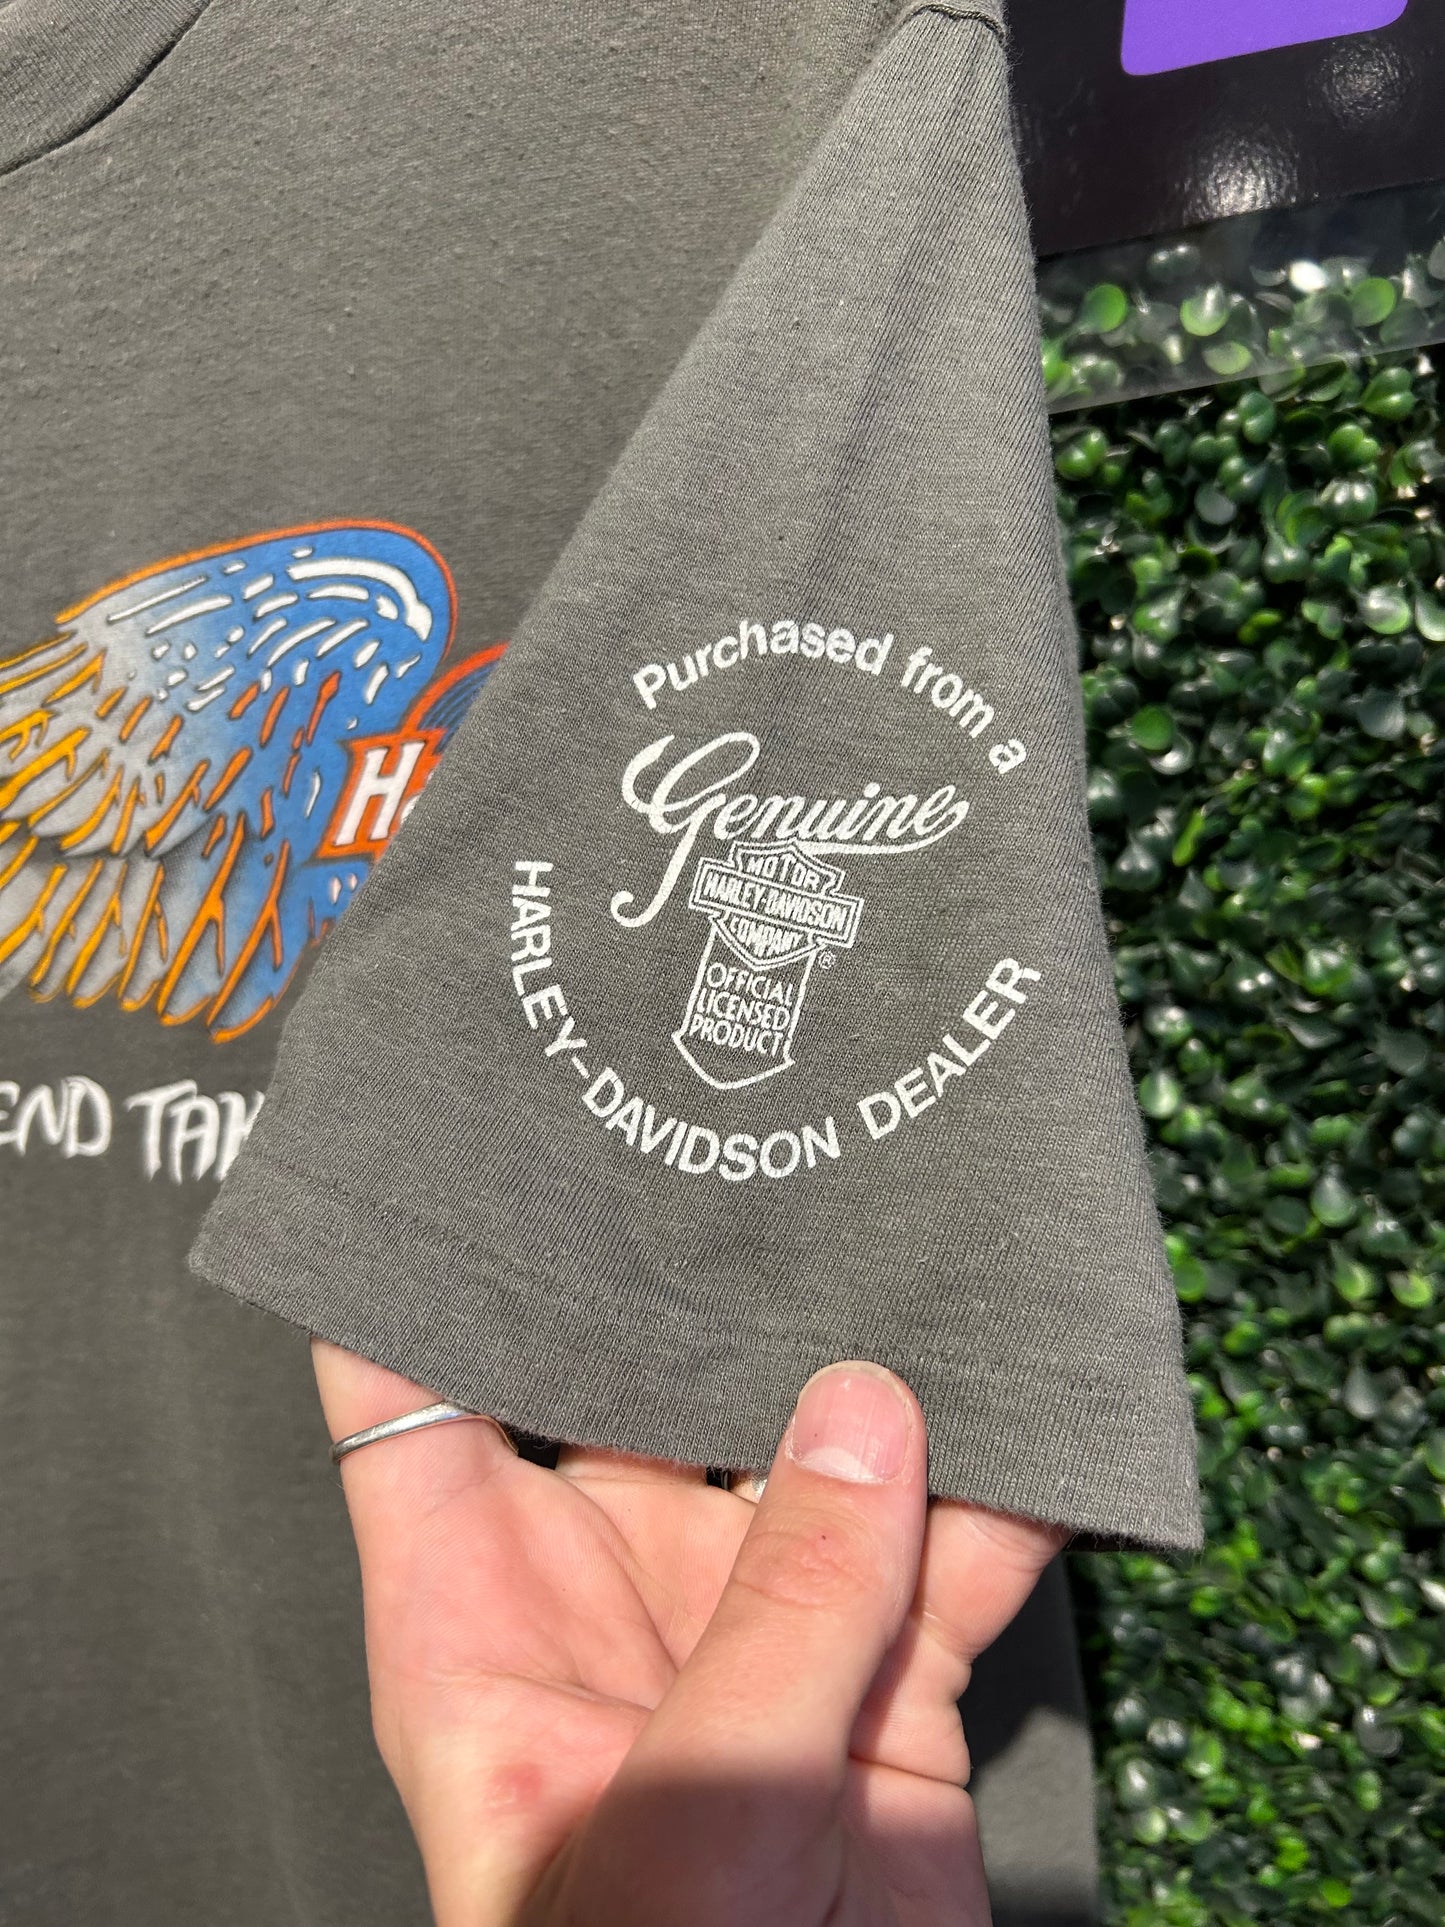 Purchased from a
Genuine
MOTOR
HARLEY-DAVIDSON
COMPANY
®
OFFICIAL
LICENSED
PRODUCT
HARLEY-DAVIDSON DEALER